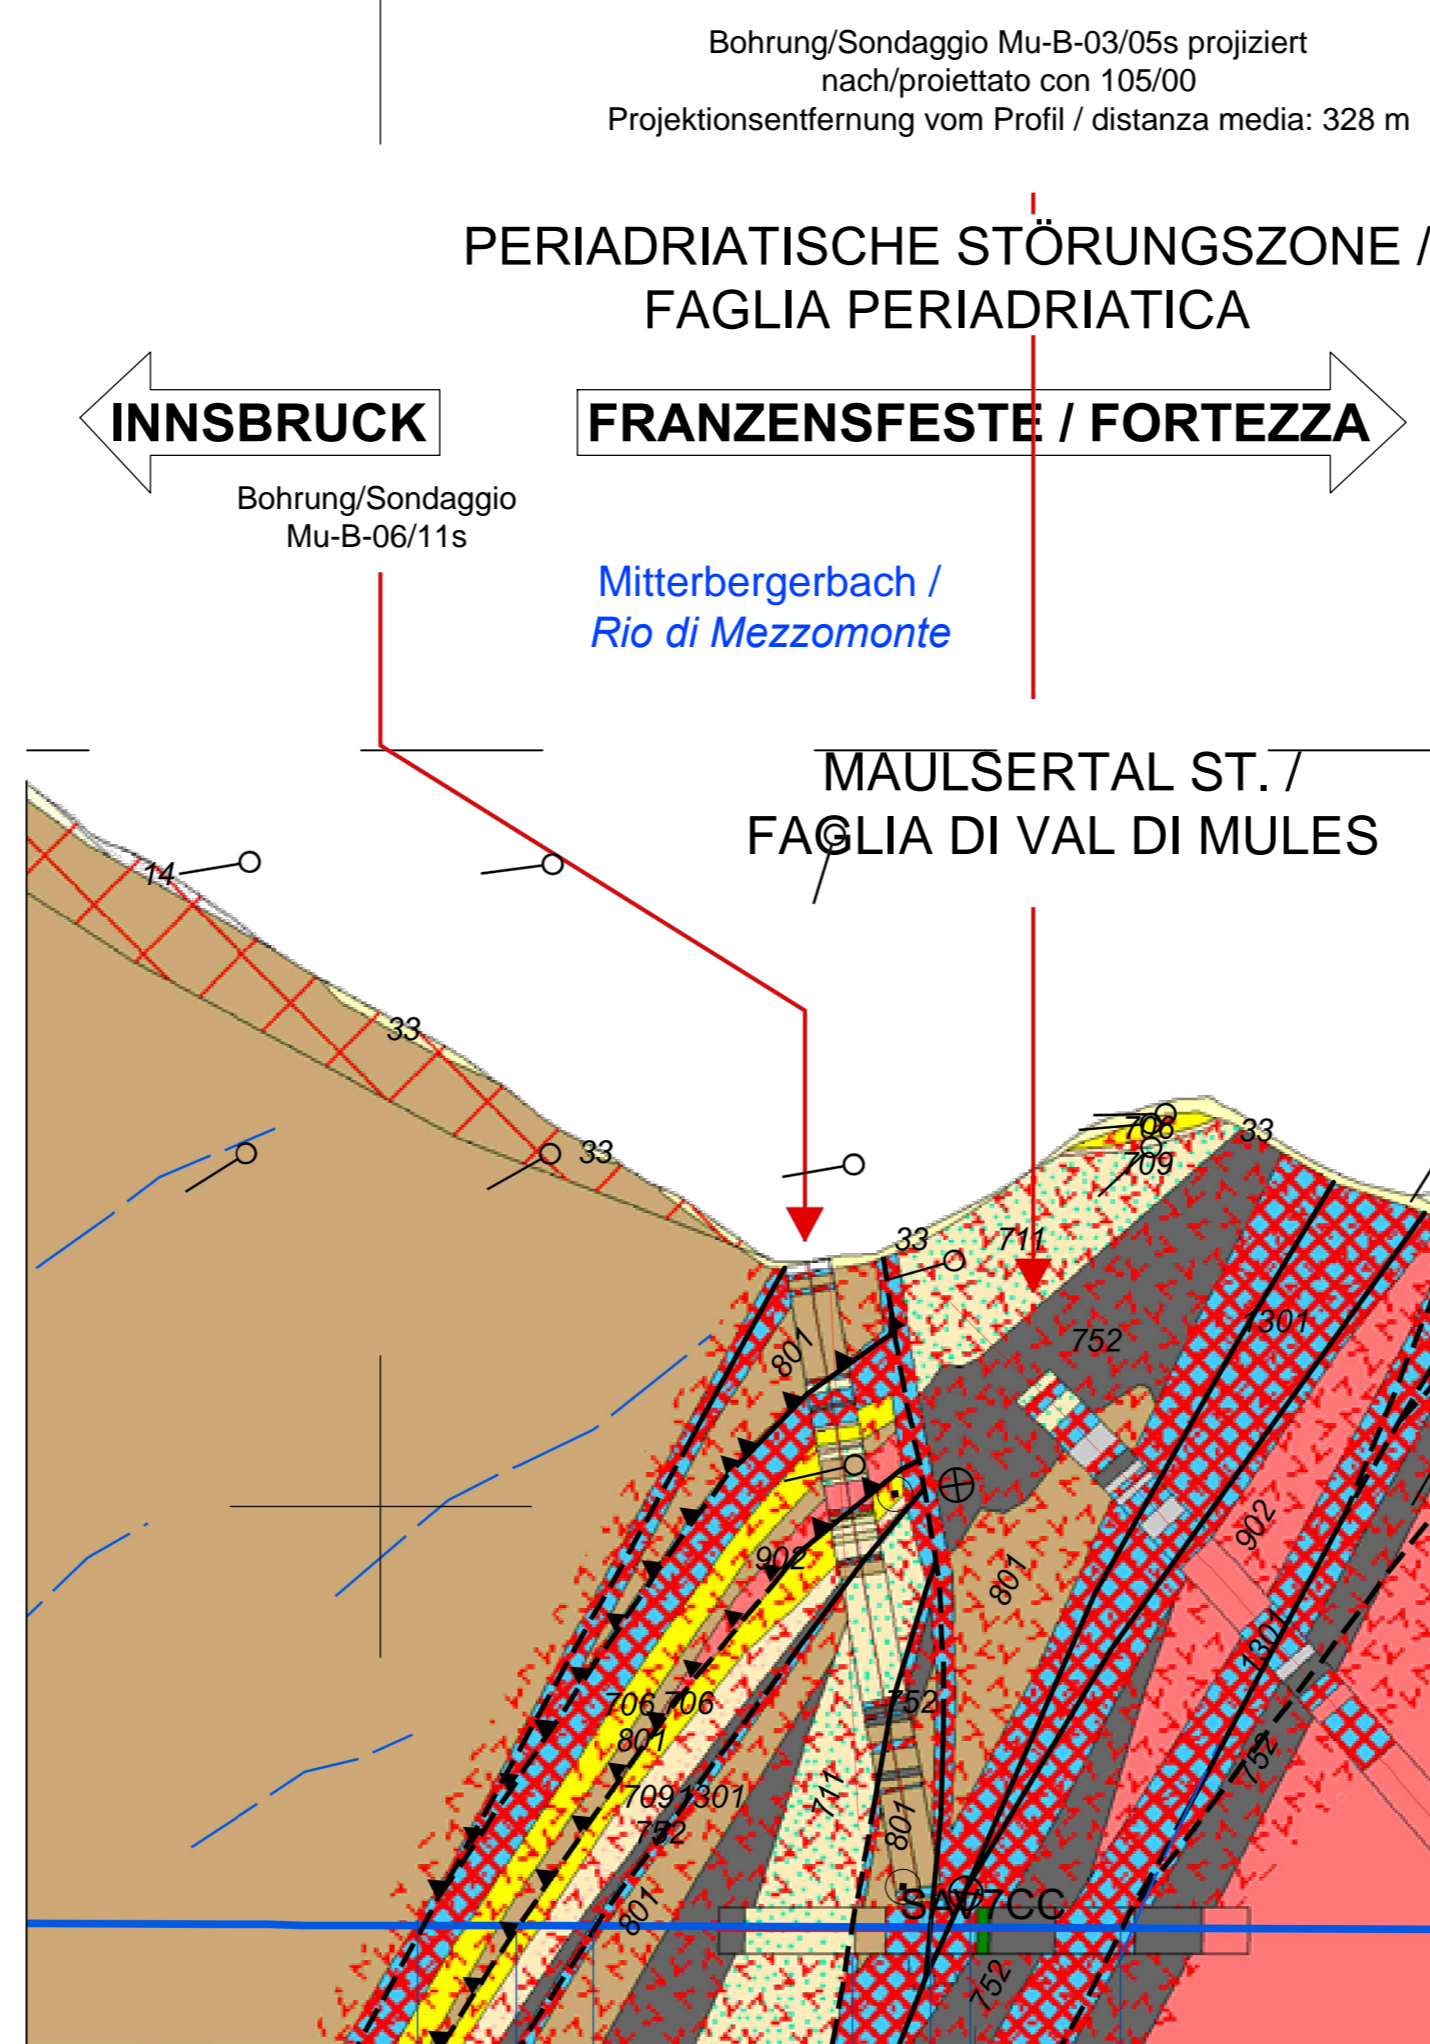 Bohrung/Sondaggio Mu-B-03/05s projiziert
nach/proiettato con 105/00
Projektionsentfernung vom Profil / distanza media: 328 m
PERIADRIATISCHE STÖRUNGSZONE /
FAGLIA PERIADRIATICA
INNSBRUCK
FRANZENSFESTE / FORTEZZA
Bohrung/Sondaggio
Mu-B-06/11s
Mitterbergerbach /
Rio di Mezzomonte
MAULSERTAL ST. /
FAGLIA DI VAL DI MULES
14
33
33
706
33
709
33
711
1301
752
801
902
902
801
1301
706 706
752
801
752
709 1301
711
752
801
801
752